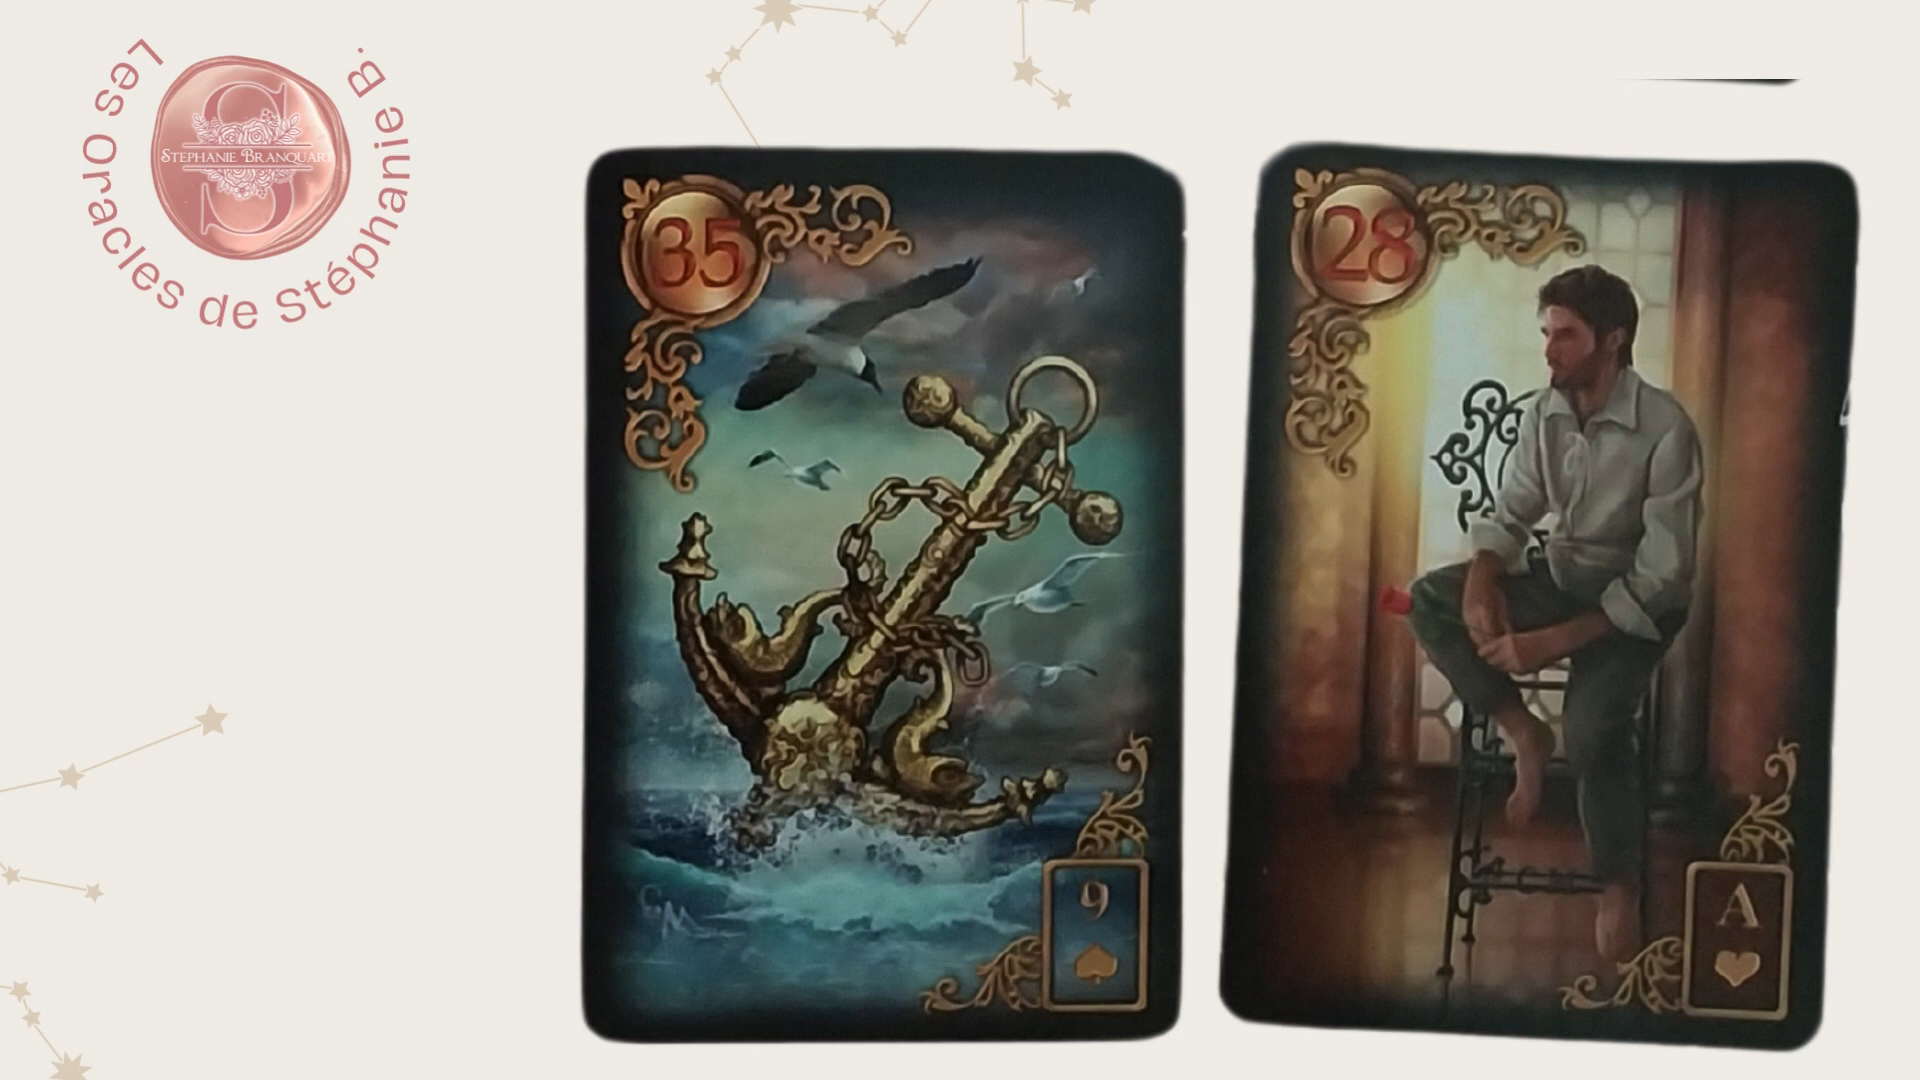 Les Oracles de Stéphanie B.
STEPHANIE BRANQUART
S
35
9
28
A